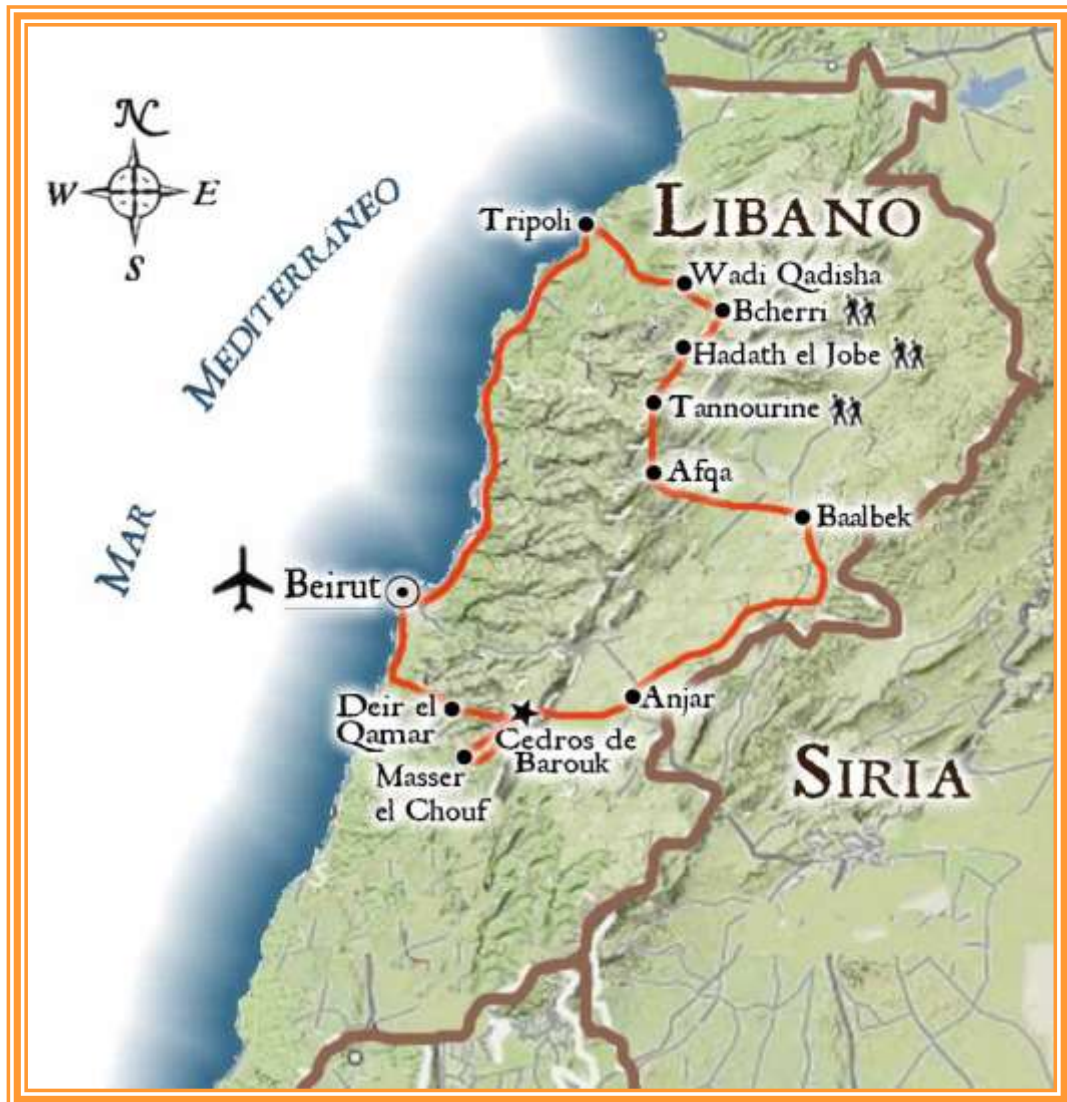 N
W E
S
MAR MEDITERRÁNEO
LIBANO
Tripoli
Wadi Qadisha
Bcherri
Hadath el Jobe
Tannourine
Afqa
Baalbek
Beirut
Anjar
Deir el
Qamar
Cedros de
Barouk
Masser
el Chouf
SIRIA